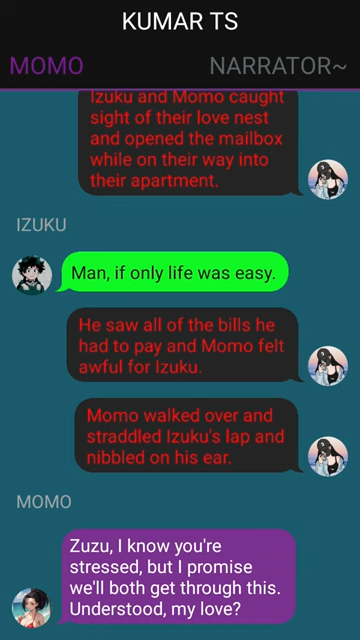 KUMAR TS
MOMO
NARRATOR~
Izuku and Momo caught
sight of their love nest
and opened the mailbox
while on their way into
their apartment.
IZUKU
Man, if only life was easy.
He saw all of the bills he
had to pay and Momo felt
awful for Izuku.
Momo walked over and
straddled Izuku's lap and
nibbled on his ear.
MOMO
Zuzu, I know you're
stressed, but I promise
we'll both get through this.
Understood, my love?